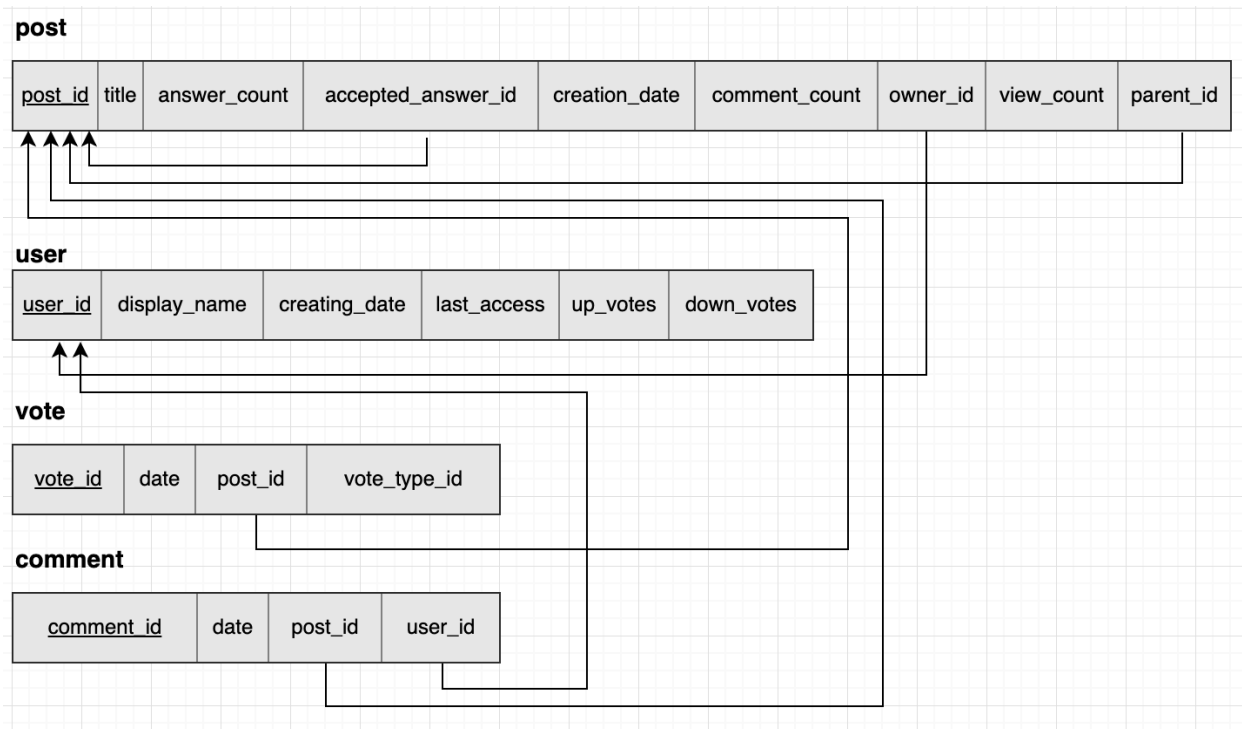 post
post_id title answer_count accepted_answer_id creation_date comment_count owner_id view_count parent_id
user
user_id display_name creating_date last_access up_votes down_votes
vote
vote_id date post_id vote_type_id
comment
comment_id date post_id user_id